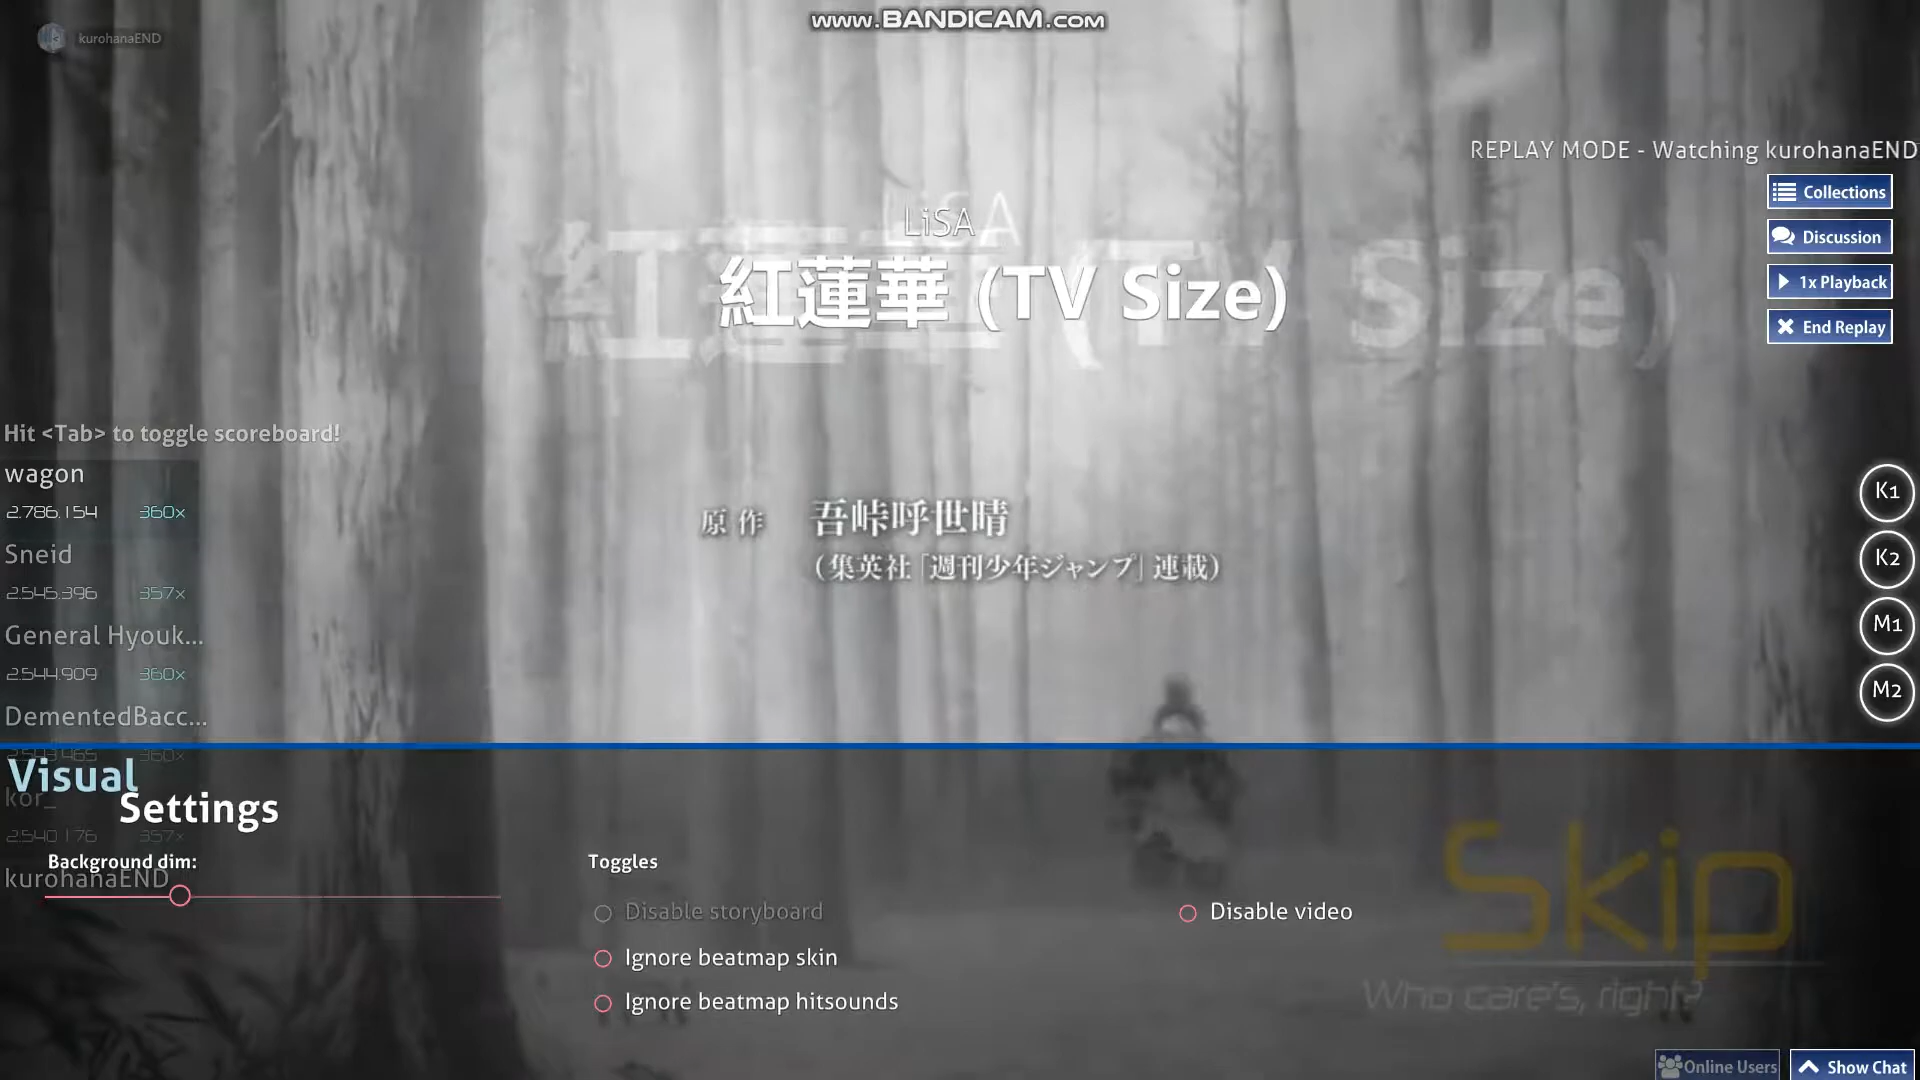 www.BANDICAM.com
kurohanaEND
REPLAY MODE - Watching kurohanaEND
Collections
Discussion
1x Playback
End Replay
LiSA
紅蓮華 (TV Size)
原作 吾峠呼世晴
(集英社「週刊少年ジャンプ」連載)
Hit <Tab> to toggle scoreboard!
wagon
2.786.154 360x
Sneid
2.545.396 357x
General Hyouk...
2.544.909 360x
DementedBacc...
360x
kor_
2.540.176 357x
kurohanaEND
K1
K2
M1
M2
Visual
Settings
Background dim:
Toggles
Disable storyboard
Ignore beatmap skin
Ignore beatmap hitsounds
Disable video
Skip
Who care's, right?
Online Users
Show Chat